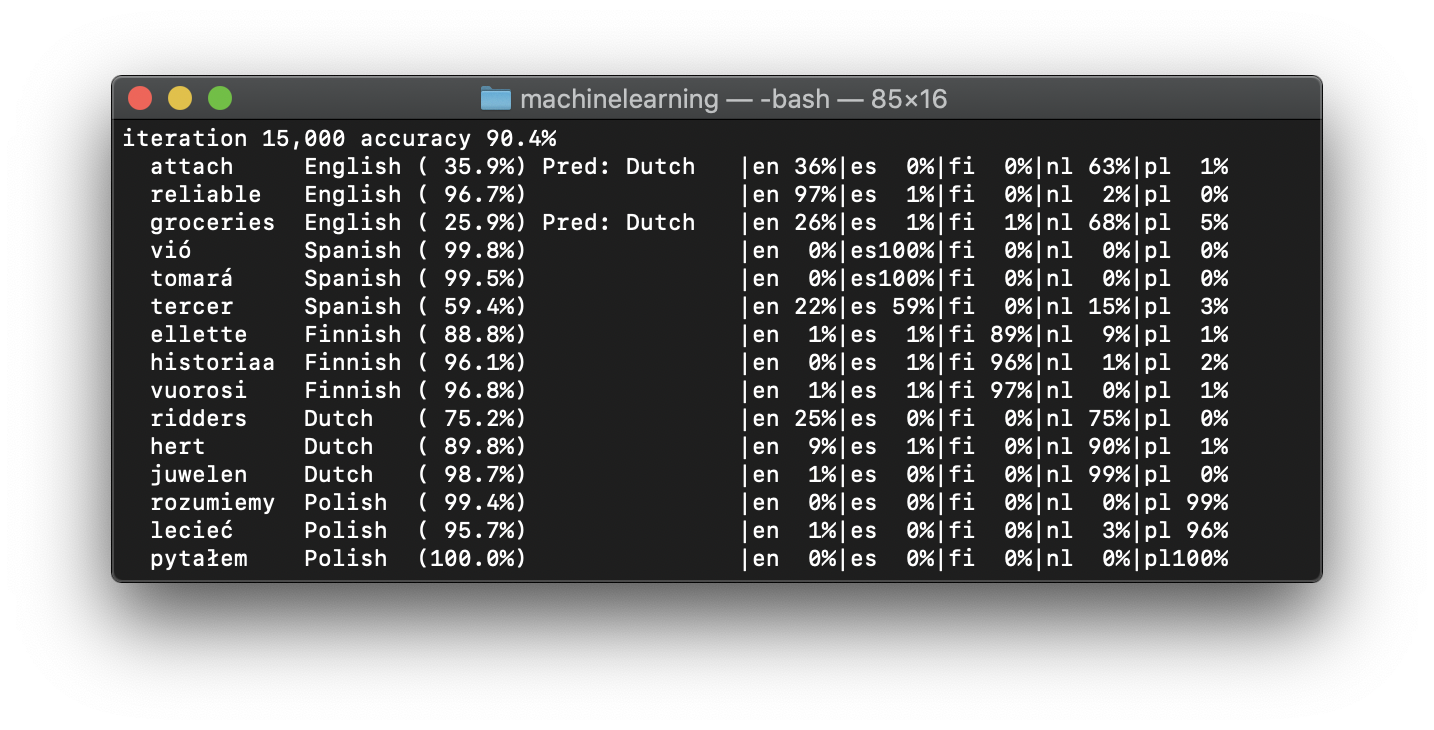 machinelearning — -bash — 85×16
iteration 15,000 accuracy 90.4%
  attach     English ( 35.9%) Pred: Dutch   |en 36%|es  0%|fi  0%|nl 63%|pl  1%
  reliable   English ( 96.7%)               |en 97%|es  1%|fi  0%|nl  2%|pl  0%
  groceries  English ( 25.9%) Pred: Dutch   |en 26%|es  1%|fi  1%|nl 68%|pl  5%
  vió        Spanish ( 99.8%)               |en  0%|es100%|fi  0%|nl  0%|pl  0%
  tomará     Spanish ( 99.5%)               |en  0%|es100%|fi  0%|nl  0%|pl  0%
  tercer     Spanish ( 59.4%)               |en 22%|es 59%|fi  0%|nl 15%|pl  3%
  ellette    Finnish ( 88.8%)               |en  1%|es  1%|fi 89%|nl  9%|pl  1%
  historiaa  Finnish ( 96.1%)               |en  0%|es  1%|fi 96%|nl  1%|pl  2%
  vuorosi    Finnish ( 96.8%)               |en  1%|es  1%|fi 97%|nl  0%|pl  1%
  ridders    Dutch   ( 75.2%)               |en 25%|es  0%|fi  0%|nl 75%|pl  0%
  hert       Dutch   ( 89.8%)               |en  9%|es  1%|fi  0%|nl 90%|pl  1%
  juwelen    Dutch   ( 98.7%)               |en  1%|es  0%|fi  0%|nl 99%|pl  0%
  rozumiemy  Polish  ( 99.4%)               |en  0%|es  0%|fi  0%|nl  0%|pl 99%
  lecieć     Polish  ( 95.7%)               |en  1%|es  0%|fi  0%|nl  3%|pl 96%
  pytałem    Polish  (100.0%)               |en  0%|es  0%|fi  0%|nl  0%|pl100%